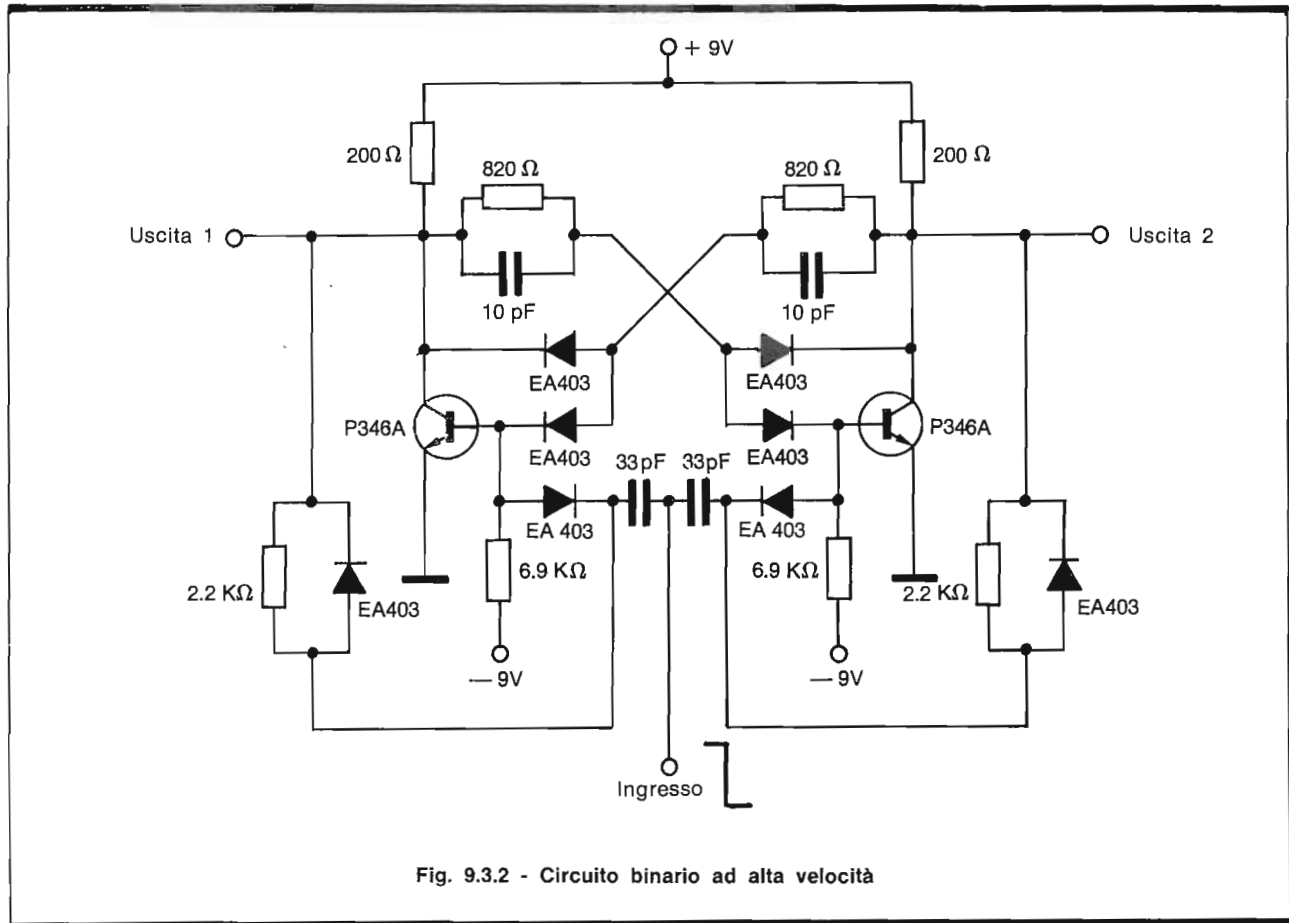 + 9V
200 Ω
820 Ω
820 Ω
200 Ω
Uscita 1
Uscita 2
10 pF
10 pF
EA403
EA403
P346A
P346A
EA403
EA403
33pF
33pF
EA 403
EA 403
2.2 KΩ
EA403
6.9 KΩ
6.9 KΩ
2.2 KΩ
EA403
— 9V
— 9V
Ingresso
Fig. 9.3.2 - Circuito binario ad alta velocità